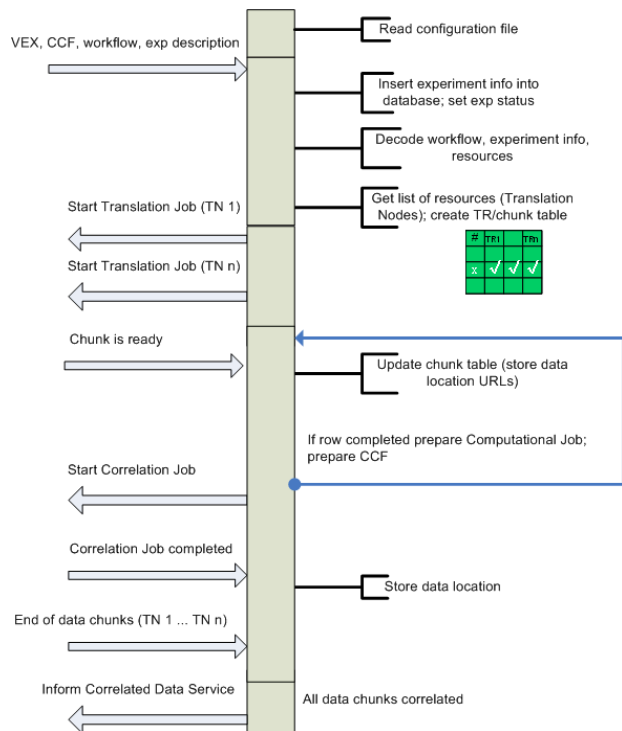 Read configuration file
VEX, CCF, workflow, exp description
Insert experiment info into
database; set exp status
Decode workflow, experiment info,
resources
Get list of resources (Translation
Nodes); create TR/chunk table
Start Translation Job (TN 1)
# TR1 TRn
x √ √ √
Start Translation Job (TN n)
Chunk is ready
Update chunk table (store data
location URLs)
If row completed prepare Computational Job;
prepare CCF
Start Correlation Job
Correlation Job completed
Store data location
End of data chunks (TN 1 ... TN n)
Inform Correlated Data Service
All data chunks correlated